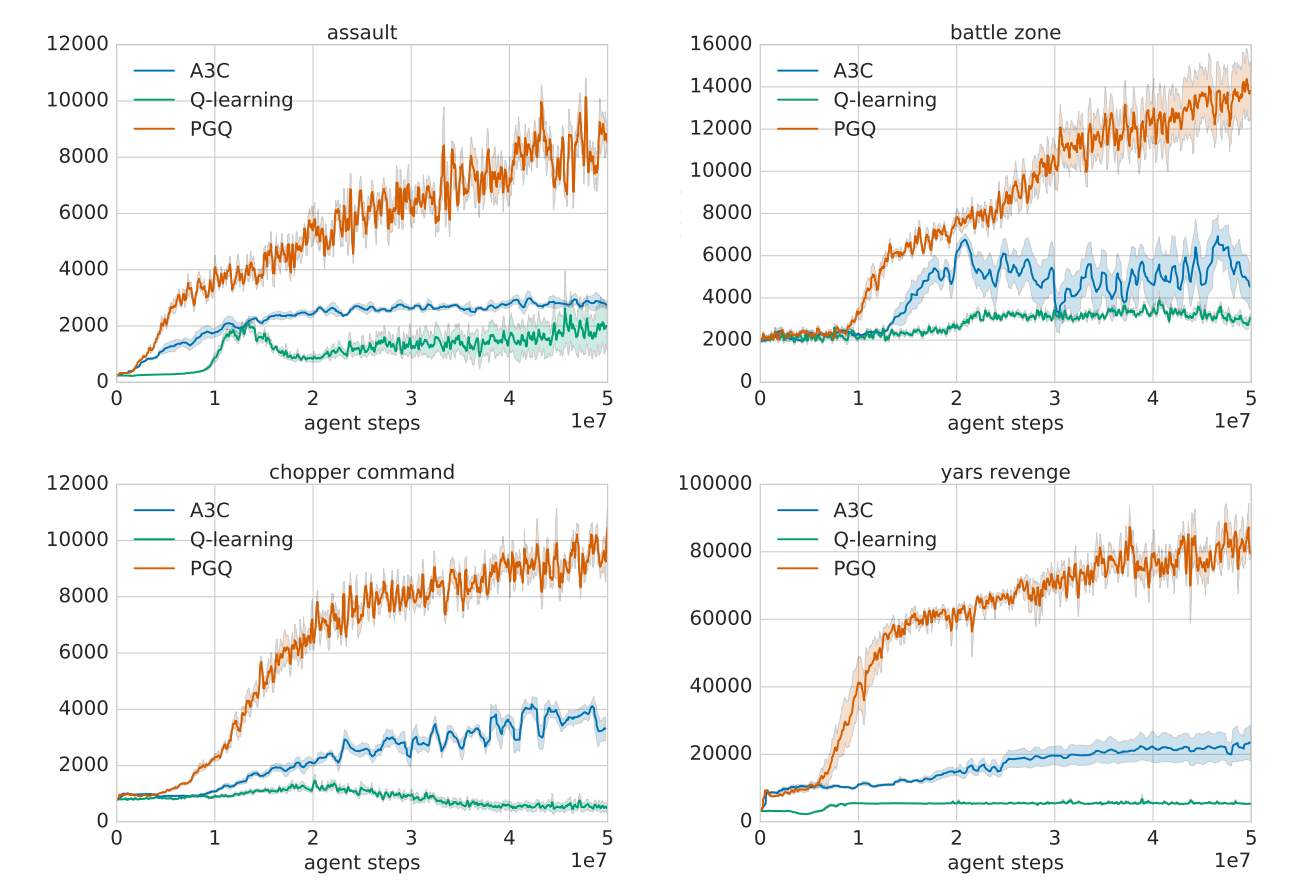 assault
12000
10000
8000
6000
4000
2000
0
A3C
Q-learning
PGQ
0 1 2 3 4 5
agent steps 1e7
battle zone
16000
14000
12000
10000
8000
6000
4000
2000
0
A3C
Q-learning
PGQ
0 1 2 3 4 5
agent steps 1e7
chopper command
12000
10000
8000
6000
4000
2000
0
A3C
Q-learning
PGQ
0 1 2 3 4 5
agent steps 1e7
yars revenge
100000
80000
60000
40000
20000
0
A3C
Q-learning
PGQ
0 1 2 3 4 5
agent steps 1e7